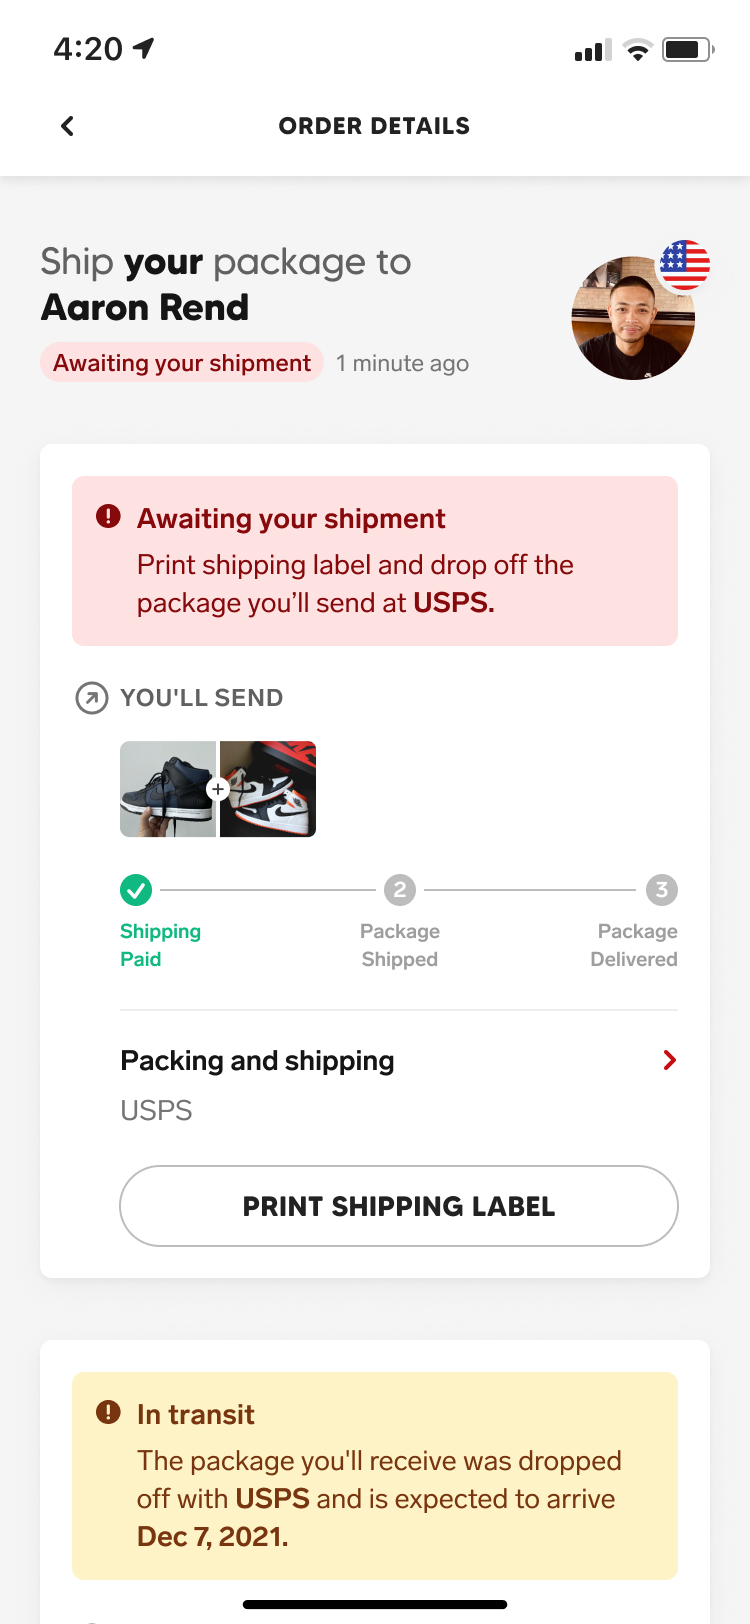 4:20
ORDER DETAILS
Ship your package to
Aaron Rend
Awaiting your shipment 1 minute ago
Awaiting your shipment
Print shipping label and drop off the
package you’ll send at USPS.
YOU'LL SEND
2
3
Shipping
Paid
Package
Shipped
Package
Delivered
Packing and shipping
USPS
PRINT SHIPPING LABEL
In transit
The package you'll receive was dropped
off with USPS and is expected to arrive
Dec 7, 2021.